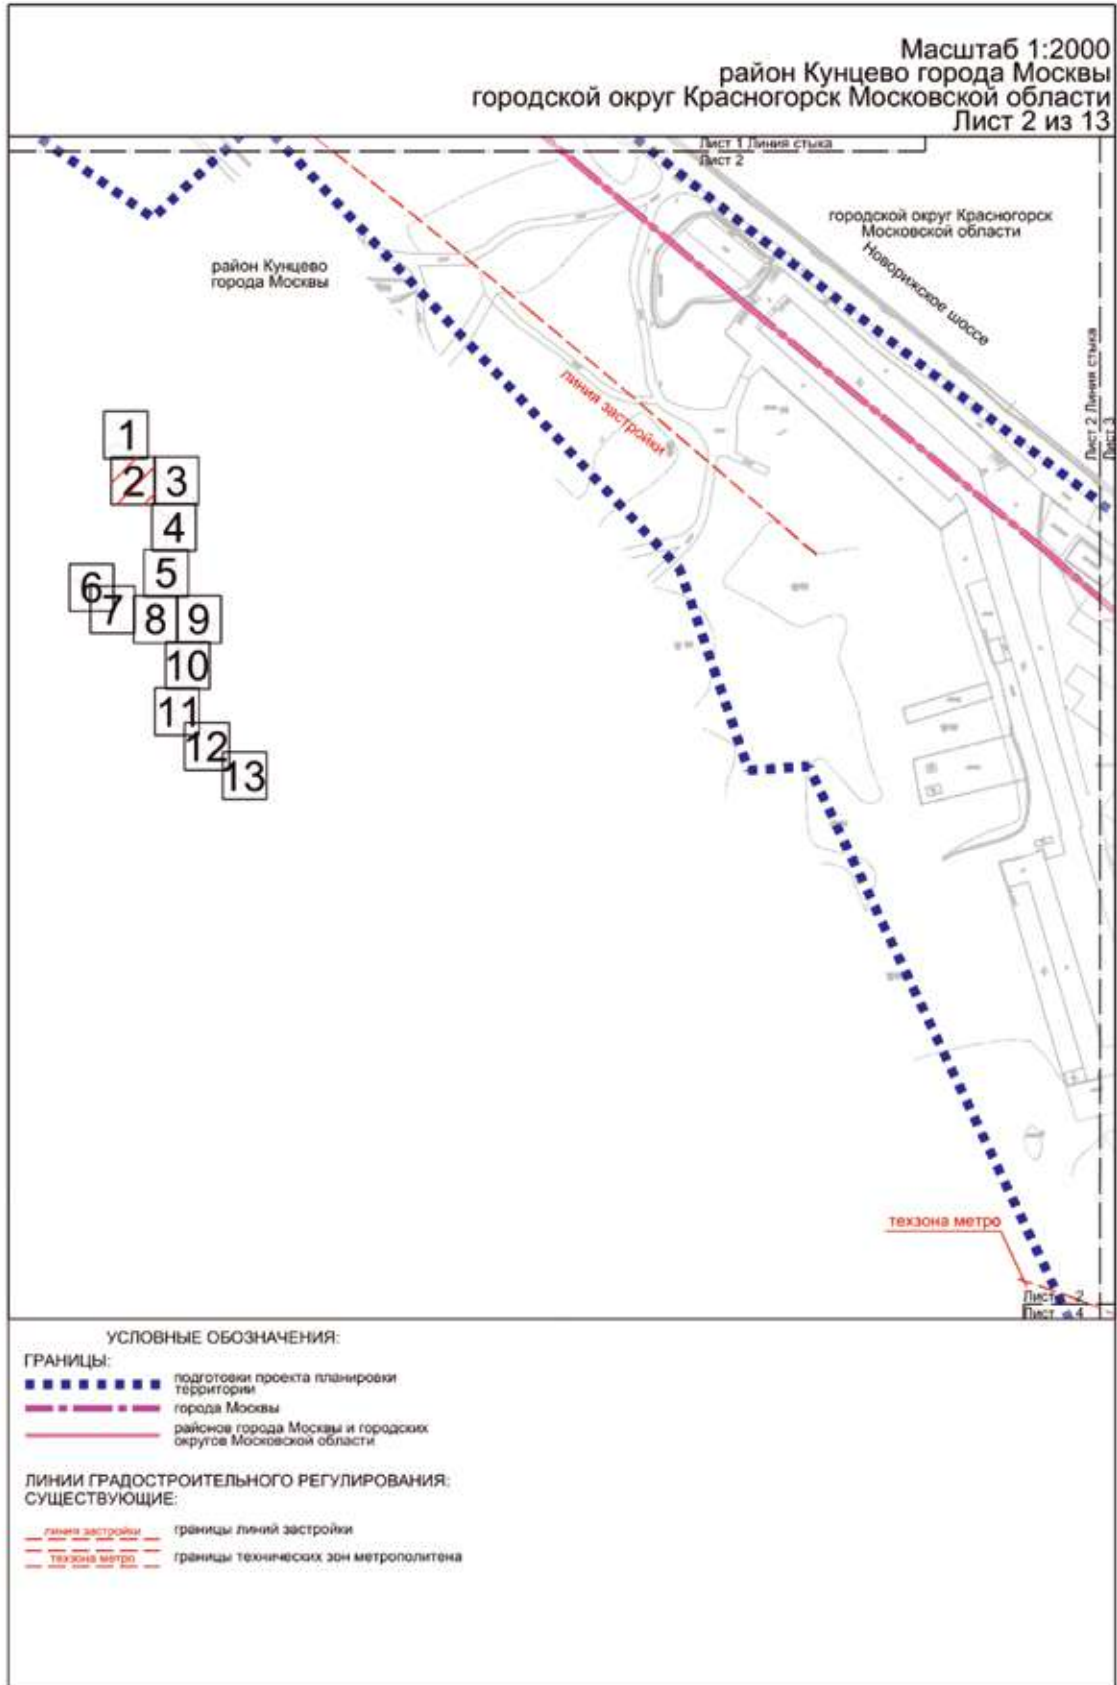 Масштаб 1:2000
район Кунцево города Москвы
городской округ Красногорск Московской области
Лист 2 из 13
Лист 1 Линия стыка
Лист 2
городской округ Красногорск
Московской области
Новорижское шоссе
район Кунцево
города Москвы
линия застройки
Лист 2 Линия стыка
Лист 3
1
2
3
4
5
6
7
8
9
10
11
12
13
техзона метро
Лист 2
Лист 4
УСЛОВНЫЕ ОБОЗНАЧЕНИЯ:
ГРАНИЦЫ:
подготовки проекта планировки
территории
города Москвы
районов города Москвы и городских
округов Московской области
ЛИНИИ ГРАДОСТРОИТЕЛЬНОГО РЕГУЛИРОВАНИЯ:
СУЩЕСТВУЮЩИЕ:
линия застройки
границы линий застройки
техзона метро
границы технических зон метрополитена